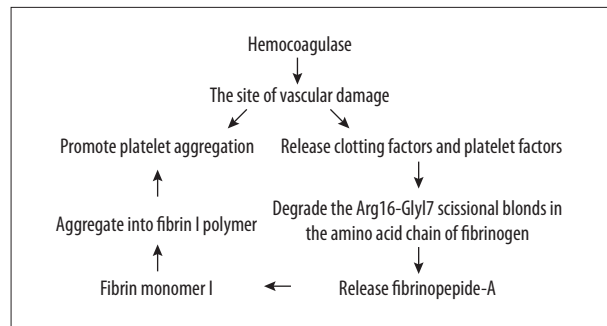 Hemocoagulase
The site of vascular damage
Promote platelet aggregation
Release clotting factors and platelet factors
Aggregate into fibrin I polymer
Degrade the Arg16-Glyl7 scissional blonds in
the amino acid chain of fibrinogen
Fibrin monomer I
Release fibrinopepide-A